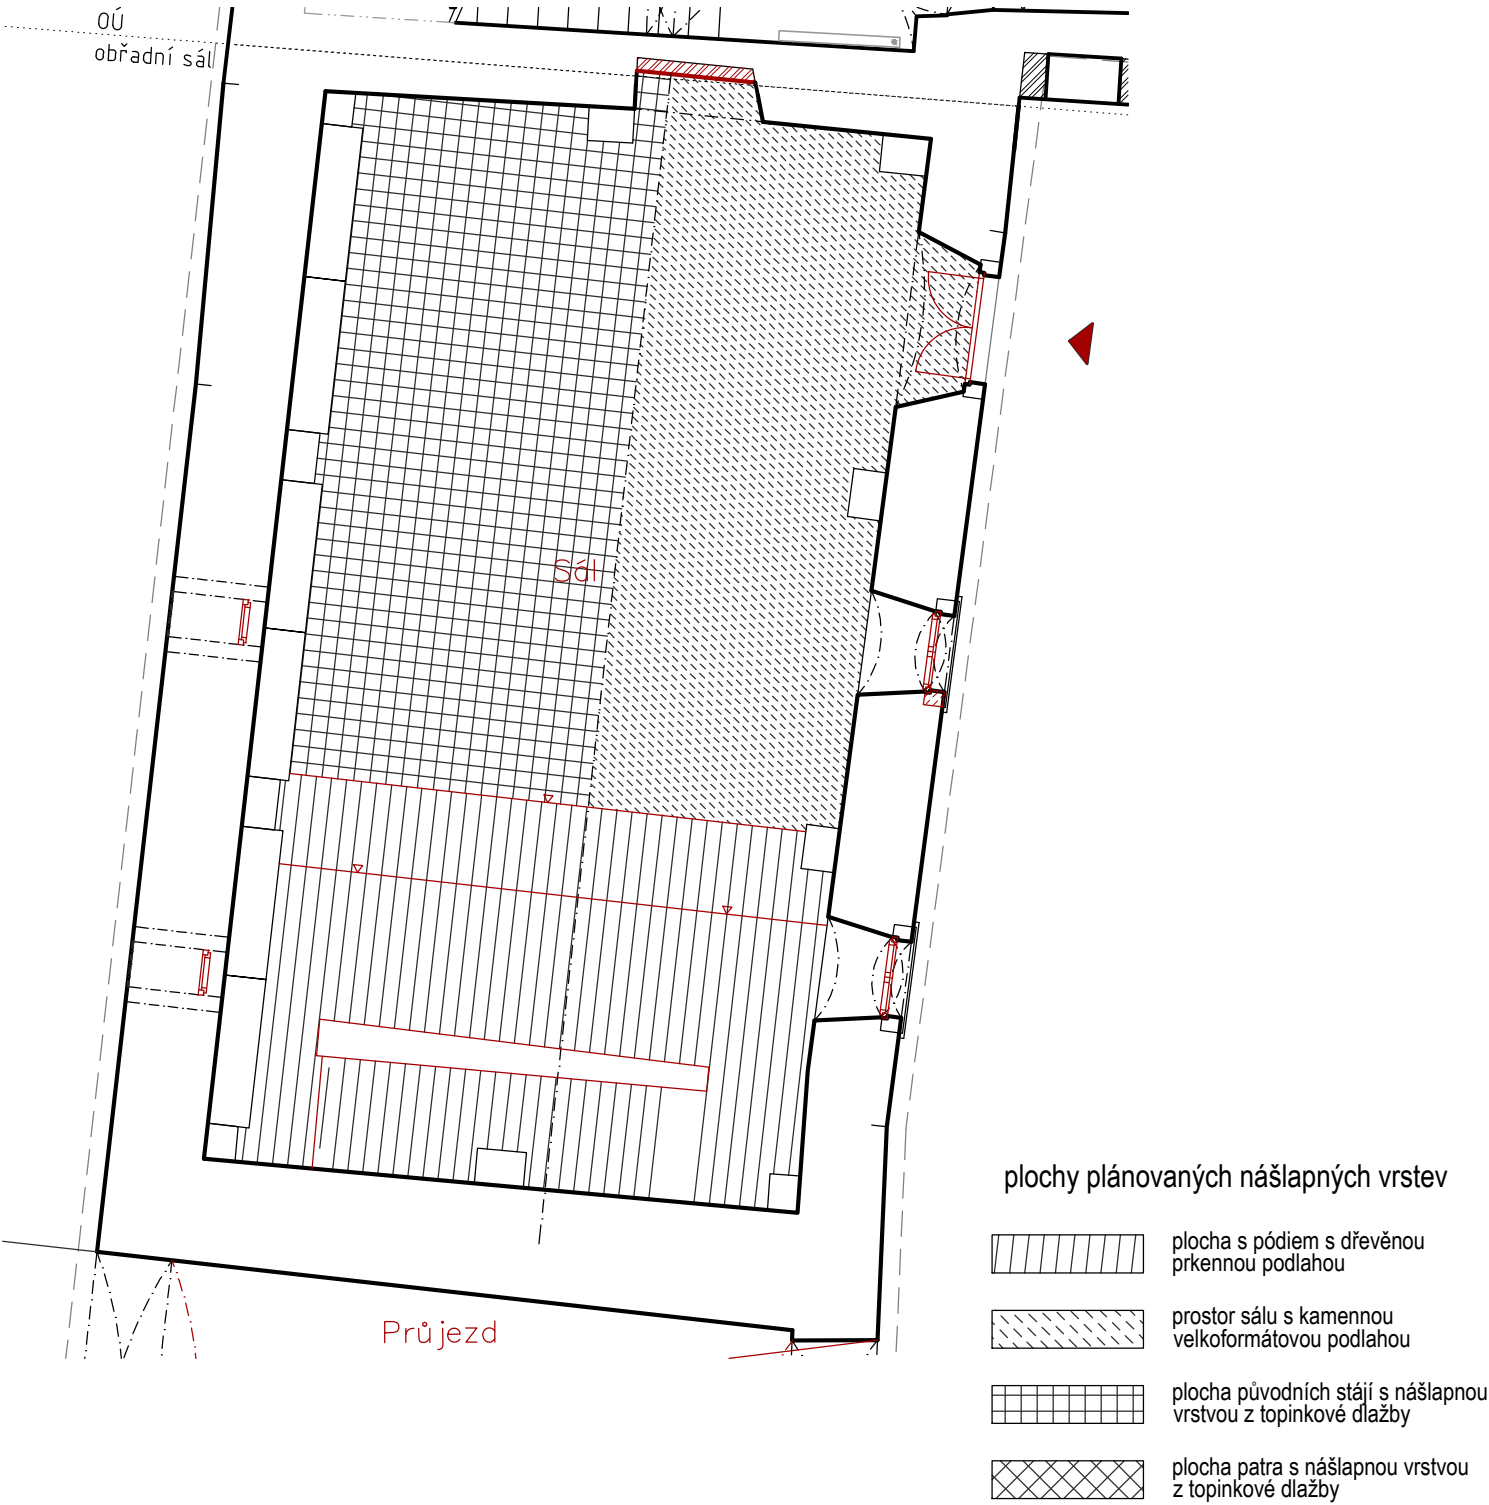 OÚ
obřadní sál
Sál
Průjezd
plochy plánovaných nášlapných vrstev
plocha s pódiem s dřevěnou
prkennou podlahou
prostor sálu s kamennou
velkoformátovou podlahou
plocha původních stájí s nášlapnou
vrstvou z topinkové dlažby
plocha patra s nášlapnou vrstvou
z topinkové dlažby